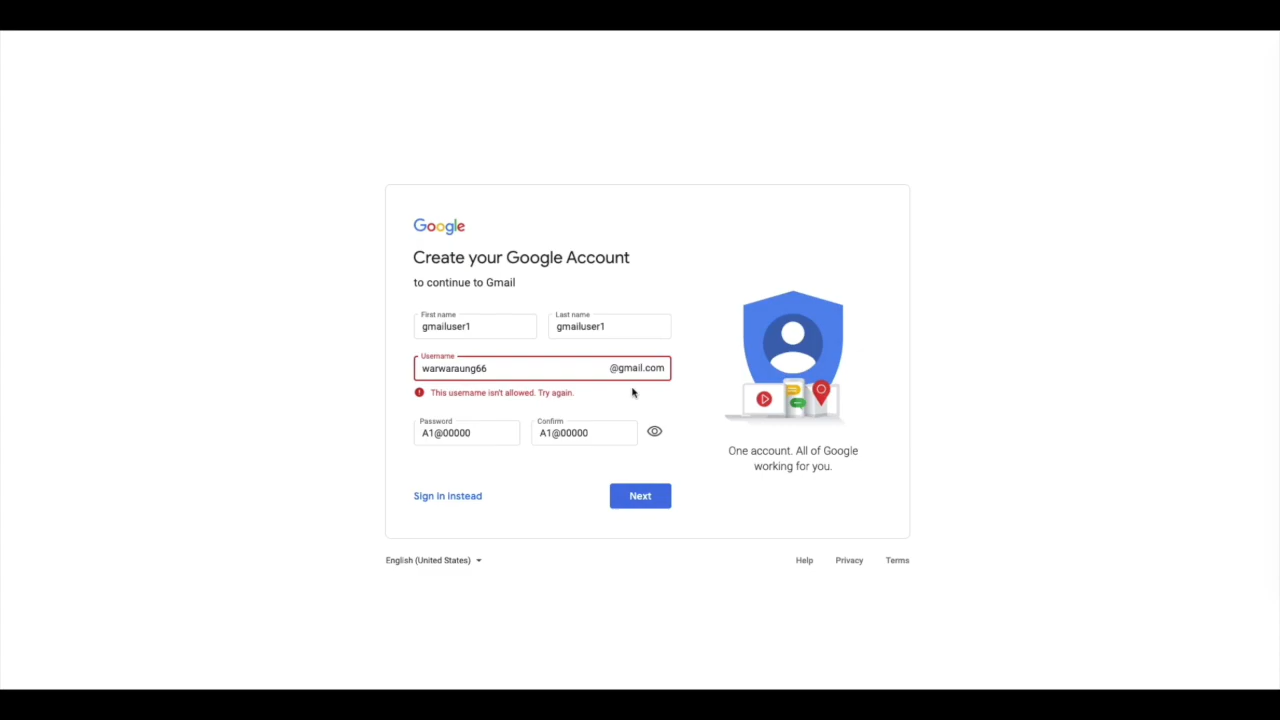 Google
Create your Google Account
to continue to Gmail
First name
gmailuser1
Last name
gmailuser1
Username
warwaraung66
@gmail.com
This username isn't allowed. Try again.
Password
A1@00000
Confirm
A1@00000
Sign in instead
Next
One account. All of Google
working for you.
English (United States)
Help
Privacy
Terms